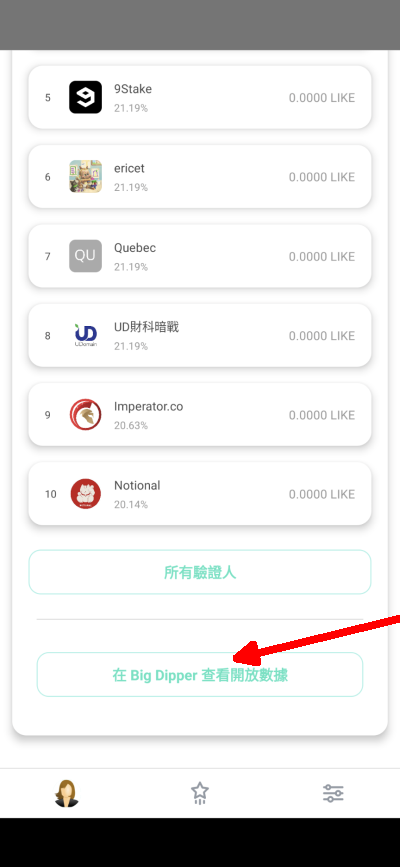 5
9Stake
21.19%
0.0000 LIKE
6
ericet
21.19%
0.0000 LIKE
7
QU
Quebec
21.19%
0.0000 LIKE
8
UD
UDomain
UD財科暗戰
21.19%
0.0000 LIKE
9
Imperator.co
20.63%
0.0000 LIKE
10
Notional
20.14%
0.0000 LIKE
所有驗證人
在 Big Dipper 查看開放數據